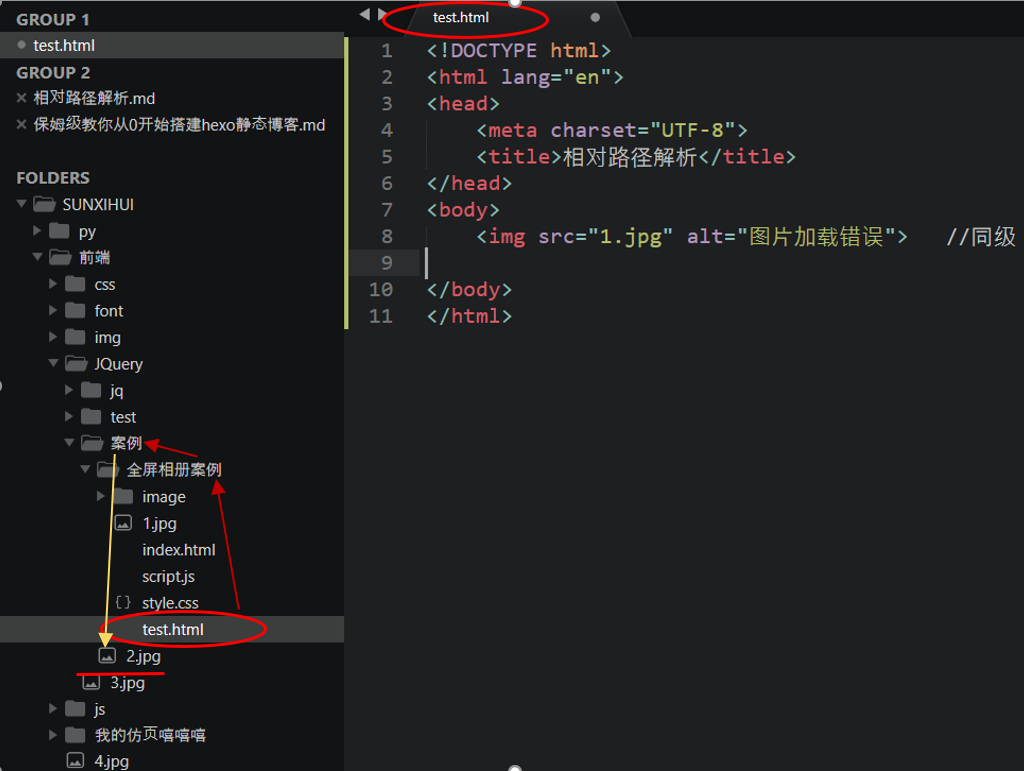 GROUP 1
test.html
GROUP 2
相对路径解析.md
保姆级教你从0开始搭建hexo静态博客.md
FOLDERS
SUNXIHUI
py
前端
css
font
img
JQuery
jq
test
案例
全屏相册案例
image
1.jpg
index.html
script.js
{} style.css
test.html
2.jpg
3.jpg
js
我的仿页嘻嘻嘻
4.jpg
test.html
1 <!DOCTYPE html>
2 <html lang="en">
3 <head>
4 <meta charset="UTF-8">
5 <title>相对路径解析</title>
6 </head>
7 <body>
8 <img src="1.jpg" alt="图片加载错误"> //同级
9
10 </body>
11 </html>